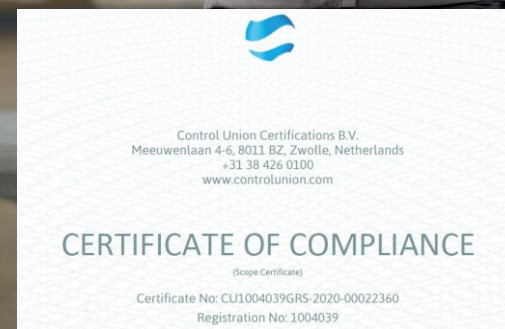 Control Union Certifications B.V.
Meeuwenlaan 4-6, 8011 BZ, Zwolle, Netherlands
+31 38 426 0100
www.controlunion.com
CERTIFICATE OF COMPLIANCE
(Scope Certificate)
Certificate No: CU1004039GRS-2020-00022360
Registration No: 1004039